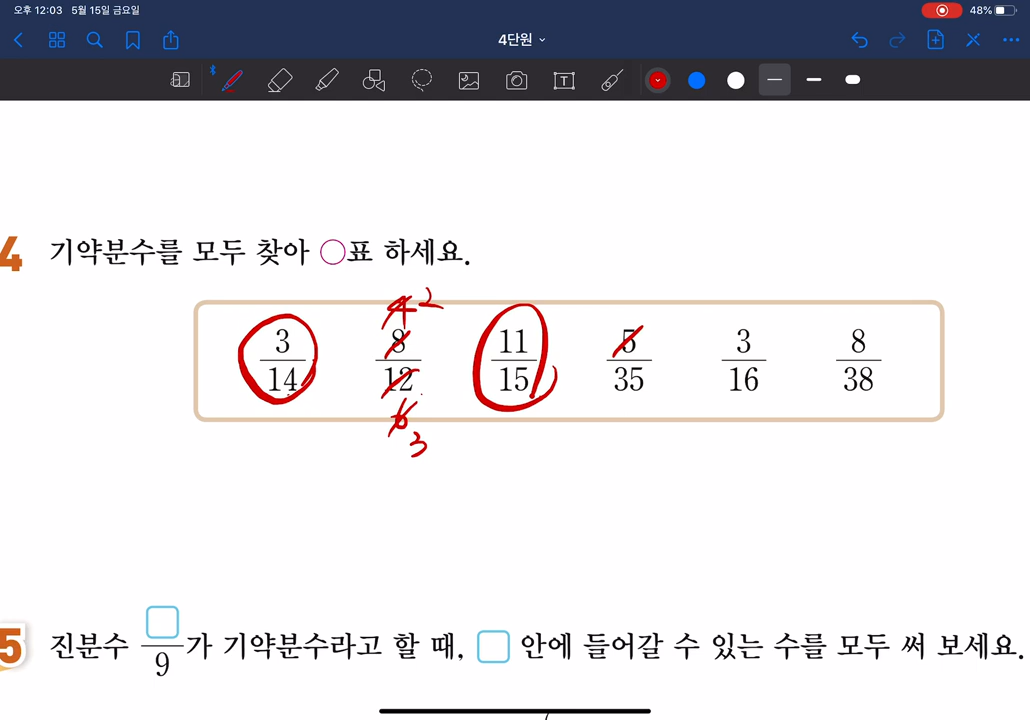 오후 12:03 5월 15일 금요일 48%
4단원
4 기약분수를 모두 찾아 ○표 하세요.
4 2
3 8 11 5 3 8
14 12 15 35 16 38
6
3
5 진분수 □/9가 기약분수라고 할 때, □ 안에 들어갈 수 있는 수를 모두 써 보세요.